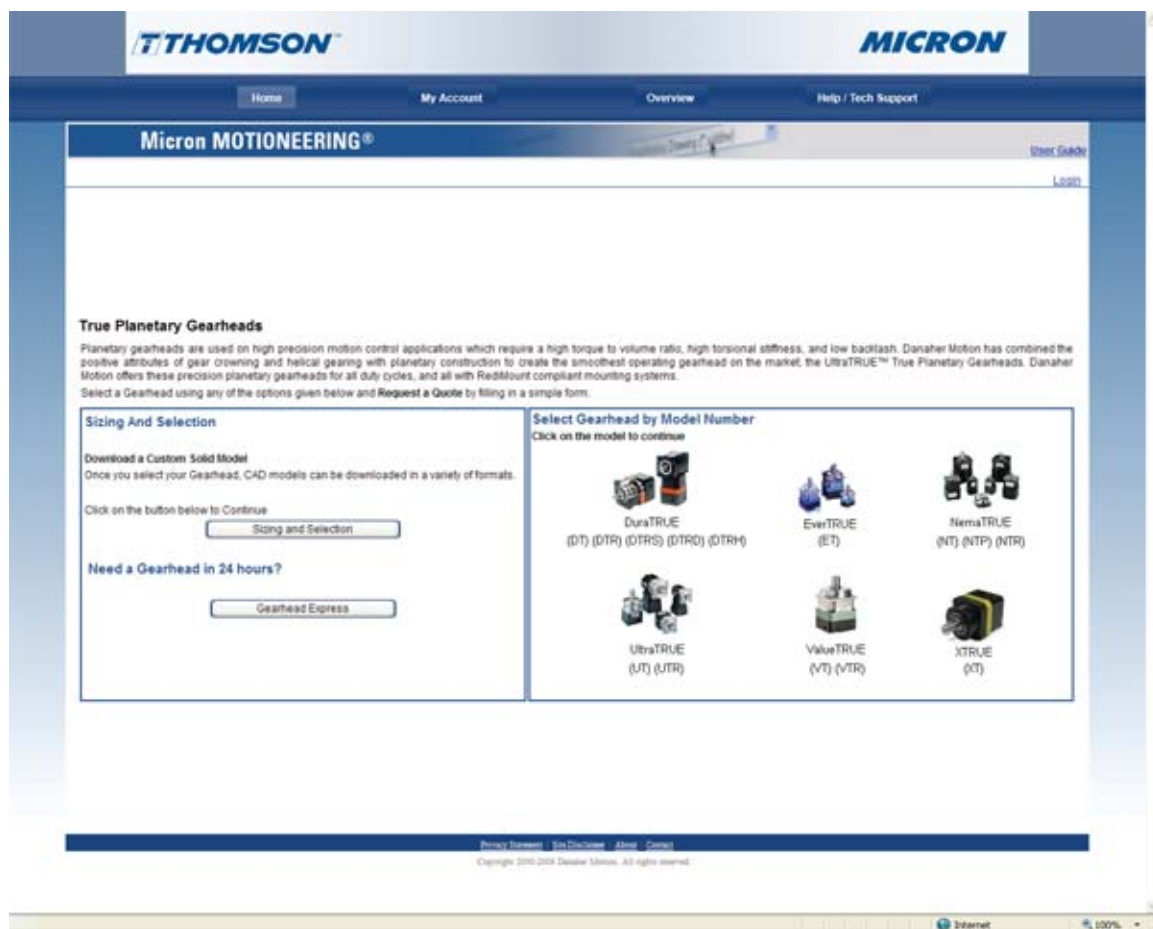 THOMSON™
MICRON
Home My Account Overview Help / Tech Support
Micron MOTIONEERING®
User Guide
Login
True Planetary Gearheads
Planetary gearheads are used on high precision motion control applications which require a high torque to volume ratio, high torsional stiffness, and low backlash. Danaher Motion has combined the
positive attributes of gear crowning and helical gearing with planetary construction to create the smoothest operating gearhead on the market, the UltraTRUE™ True Planetary Gearheads. Danaher
Motion offers these precision planetary gearheads for all duty cycles, and all with RediMount compliant mounting systems.
Select a Gearhead using any of the options given below and Request a Quote by filling in a simple form.
Sizing And Selection
Download a Custom Solid Model
Once you select your Gearhead, CAD models can be downloaded in a variety of formats.
Click on the button below to Continue
Sizing and Selection
Need a Gearhead in 24 hours?
Gearhead Express
Select Gearhead by Model Number
Click on the model to continue
DuraTRUE EverTRUE NemaTRUE
(DT) (DTR) (DTRS) (DTRD) (DTRH) (ET) (NT) (NTP) (NTR)
UltraTRUE ValueTRUE XTRUE
(UT) (UTR) (VT) (VTR) (XT)
Privacy Statement | Site Disclaimer | About | Contact
Danaher Motion. All rights reserved.
Internet 100%